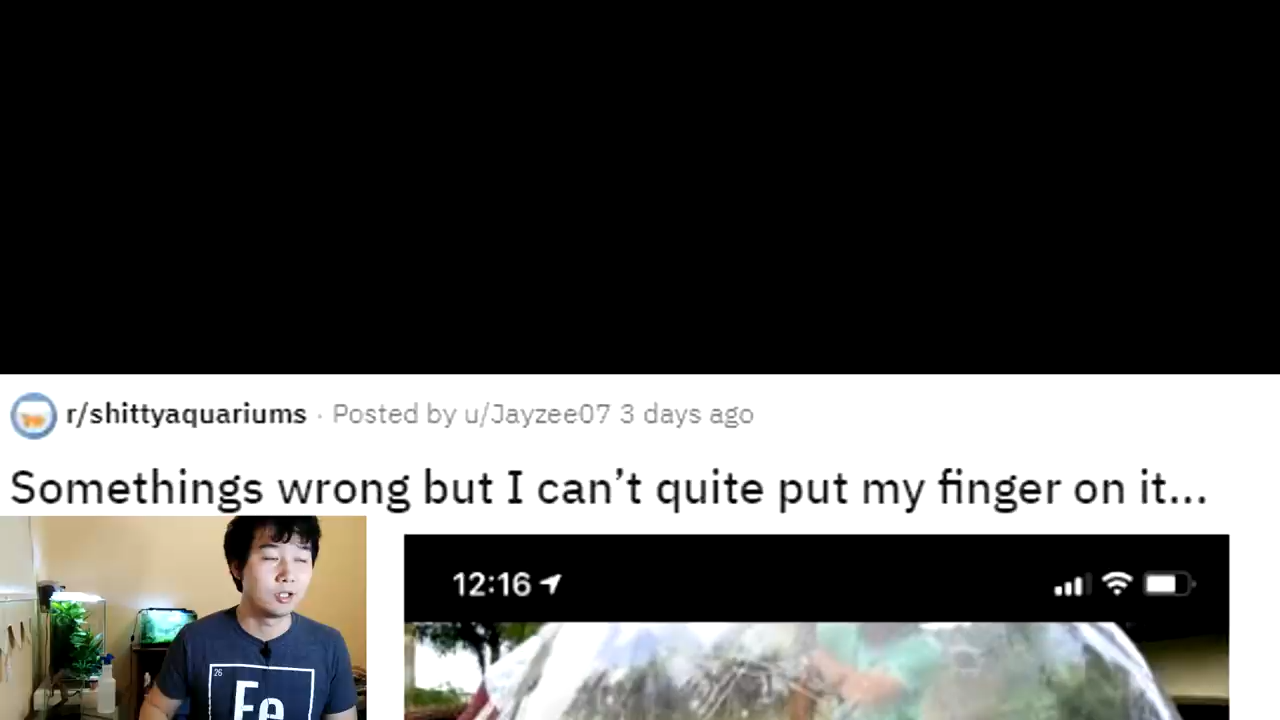 r/shittyaquariums · Posted by u/Jayzee07 3 days ago
Somethings wrong but I can’t quite put my finger on it...
12:16
26
Fe